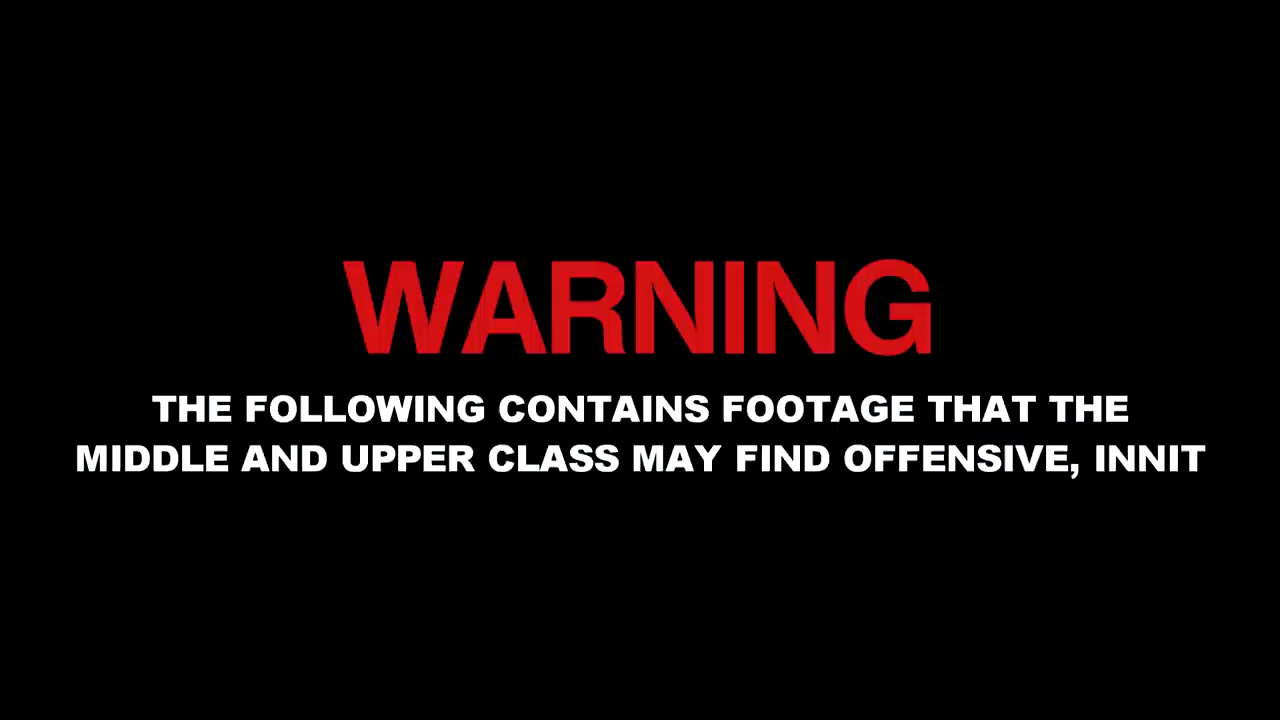 WARNING
THE FOLLOWING CONTAINS FOOTAGE THAT THE
MIDDLE AND UPPER CLASS MAY FIND OFFENSIVE, INNIT